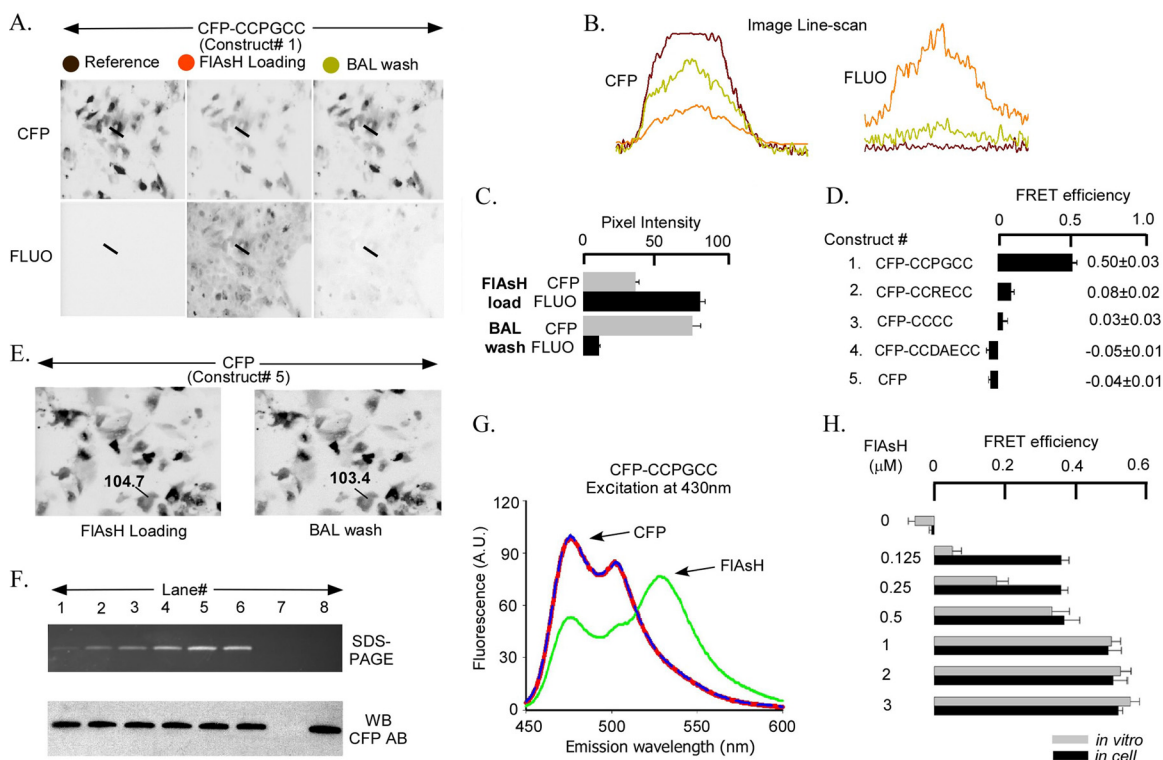 A.
CFP-CCPGCC
(Construct# 1)
Reference
FlAsH Loading
BAL wash
CFP
FLUO
B.
Image Line-scan
CFP
FLUO
C.
Pixel Intensity
0 50 100
FlAsH load
CFP
FLUO
BAL wash
CFP
FLUO
D.
FRET efficiency
0 0.5 1.0
Construct #
1. CFP-CCPGCC 0.50±0.03
2. CFP-CCRECC 0.08±0.02
3. CFP-CCCC 0.03±0.03
4. CFP-CCDAECC -0.05±0.01
5. CFP -0.04±0.01
E.
CFP
(Construct# 5)
104.7
103.4
FlAsH Loading
BAL wash
F.
Lane#
1 2 3 4 5 6 7 8
SDS-
PAGE
WB
CFP AB
G.
CFP-CCPGCC
Excitation at 430nm
Fluorescence (A.U.)
120
90
60
30
0
CFP
FlAsH
450 500 550 600
Emission wavelength (nm)
H.
FlAsH
(μM)
FRET efficiency
0 0.2 0.4 0.6
0
0.125
0.25
0.5
1
2
3
in vitro
in cell